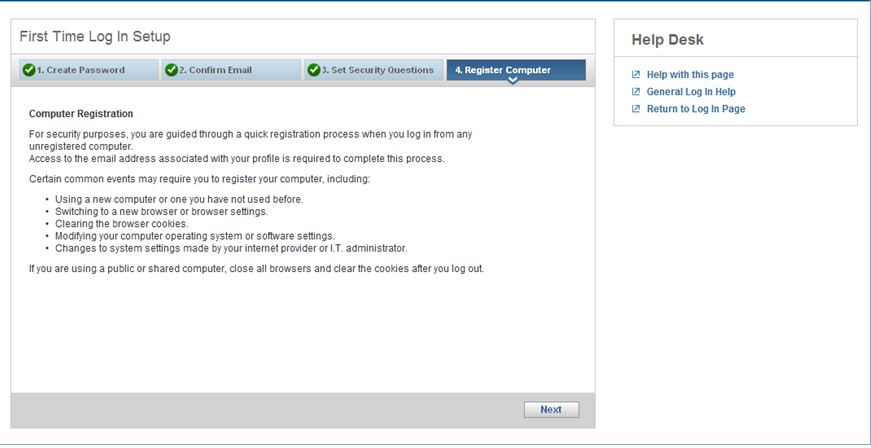 First Time Log In Setup
1. Create Password
2. Confirm Email
3. Set Security Questions
4. Register Computer
Computer Registration
For security purposes, you are guided through a quick registration process when you log in from any
unregistered computer.
Access to the email address associated with your profile is required to complete this process.
Certain common events may require you to register your computer, including:
• Using a new computer or one you have not used before.
• Switching to a new browser or browser settings.
• Clearing the browser cookies.
• Modifying your computer operating system or software settings.
• Changes to system settings made by your internet provider or I.T. administrator.
If you are using a public or shared computer, close all browsers and clear the cookies after you log out.
Next
Help Desk
Help with this page
General Log In Help
Return to Log In Page